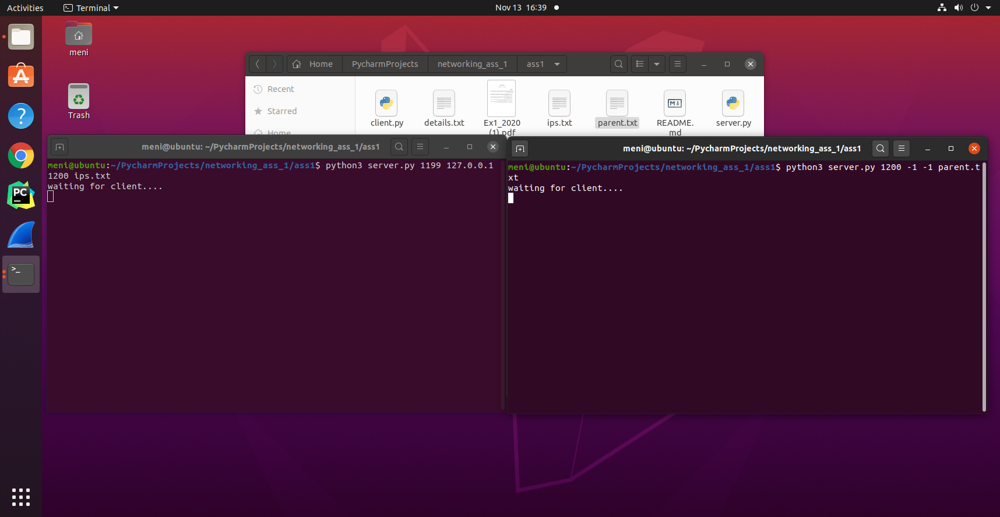 Activities
Terminal
Nov 13 16:39
meni
Trash
Home
PycharmProjects
networking_ass_1
ass1
Recent
Starred
Home
client.py
details.txt
Ex1_2020
(1).pdf
ips.txt
parent.txt
README.
md
server.py
meni@ubuntu: ~/PycharmProjects/networking_ass_1/ass1
meni@ubuntu:~/PycharmProjects/networking_ass_1/ass1$ python3 server.py 1199 127.0.0.1
1200 ips.txt
waiting for client....
meni@ubuntu: ~/PycharmProjects/networking_ass_1/ass1
meni@ubuntu:~/PycharmProjects/networking_ass_1/ass1$ python3 server.py 1200 -1 -1 parent.t
xt
waiting for client....
PC
>_